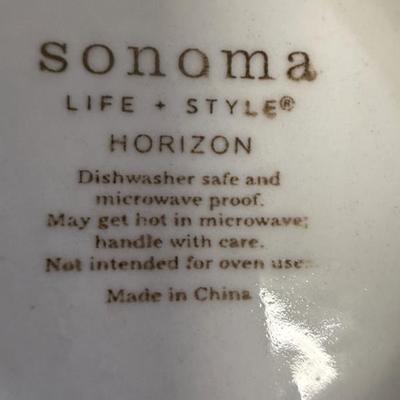 sonoma
LIFE + STYLE®
HORIZON
Dishwasher safe and
microwave proof.
May get hot in microwave;
handle with care.
Not intended for oven use.
Made in China